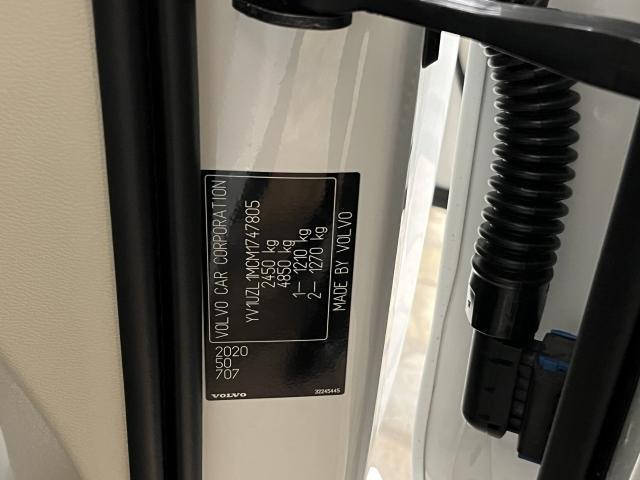 VOLVO CAR CORPORATION
YV1UZL1MCM1747805
2450 kg
4850 kg
1– 1210 kg
2– 1270 kg
MADE BY VOLVO
2020
50
707
VOLVO
32245445